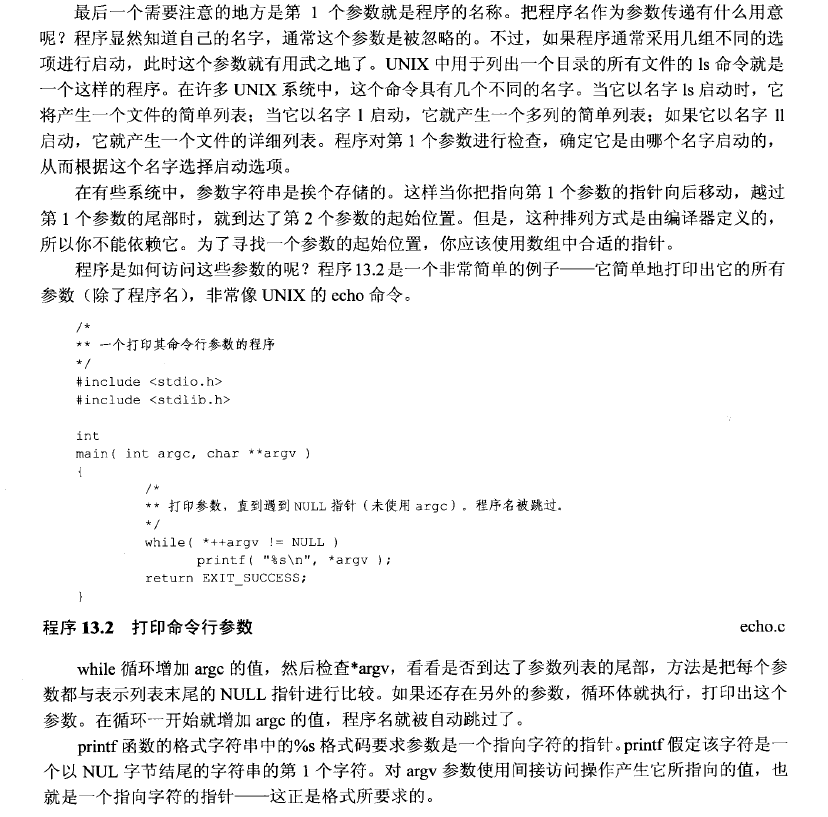 最后一个需要注意的地方是第 1 个参数就是程序的名称。把程序名作为参数传递有什么用意
呢？程序显然知道自己的名字，通常这个参数是被忽略的。不过，如果程序通常采用几组不同的选
项进行启动，此时这个参数就有用武之地了。UNIX 中用于列出一个目录的所有文件的 ls 命令就是
一个这样的程序。在许多 UNIX 系统中，这个命令具有几个不同的名字。当它以名字 ls 启动时，它
将产生一个文件的简单列表；当它以名字 l 启动，它就产生一个多列的简单列表；如果它以名字 ll
启动，它就产生一个文件的详细列表。程序对第 1 个参数进行检查，确定它是由哪个名字启动的，
从而根据这个名字选择启动选项。
在有些系统中，参数字符串是挨个存储的。这样当你把指向第 1 个参数的指针向后移动，越过
第 1 个参数的尾部时，就到达了第 2 个参数的起始位置。但是，这种排列方式是由编译器定义的，
所以你不能依赖它。为了寻找一个参数的起始位置，你应该使用数组中合适的指针。
程序是如何访问这些参数的呢？程序 13.2 是一个非常简单的例子——它简单地打印出它的所有
参数（除了程序名），非常像 UNIX 的 echo 命令。
/*
** 一个打印其命令行参数的程序
*/
#include <stdio.h>
#include <stdlib.h>
int
main( int argc, char **argv )
{
/*
** 打印参数，直到遇到 NULL 指针（未使用 argc）。程序名被跳过。
*/
while( *++argv != NULL )
printf( "%s\n", *argv );
return EXIT_SUCCESS;
}
程序 13.2 打印命令行参数 echo.c
while 循环增加 argc 的值，然后检查*argv，看看是否到达了参数列表的尾部，方法是把每个参
数都与表示列表末尾的 NULL 指针进行比较。如果还存在另外的参数，循环体就执行，打印出这个
参数。在循环一开始就增加 argc 的值，程序名就被自动跳过了。
printf 函数的格式字符串中的%s 格式码要求参数是一个指向字符的指针。printf 假定该字符是一
个以 NUL 字节结尾的字符串的第 1 个字符。对 argv 参数使用间接访问操作产生它所指向的值，也
就是一个指向字符的指针——这正是格式所要求的。